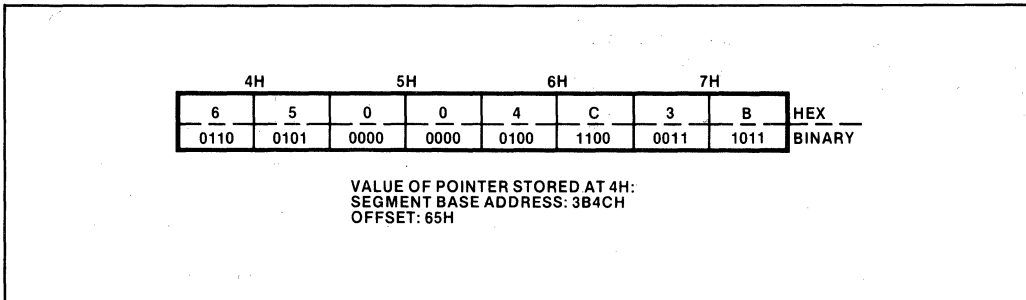 4H 5H 6H 7H
6 5 0 0 4 C 3 B HEX
0110 0101 0000 0000 0100 1100 0011 1011 BINARY
VALUE OF POINTER STORED AT 4H:
SEGMENT BASE ADDRESS: 3B4CH
OFFSET: 65H